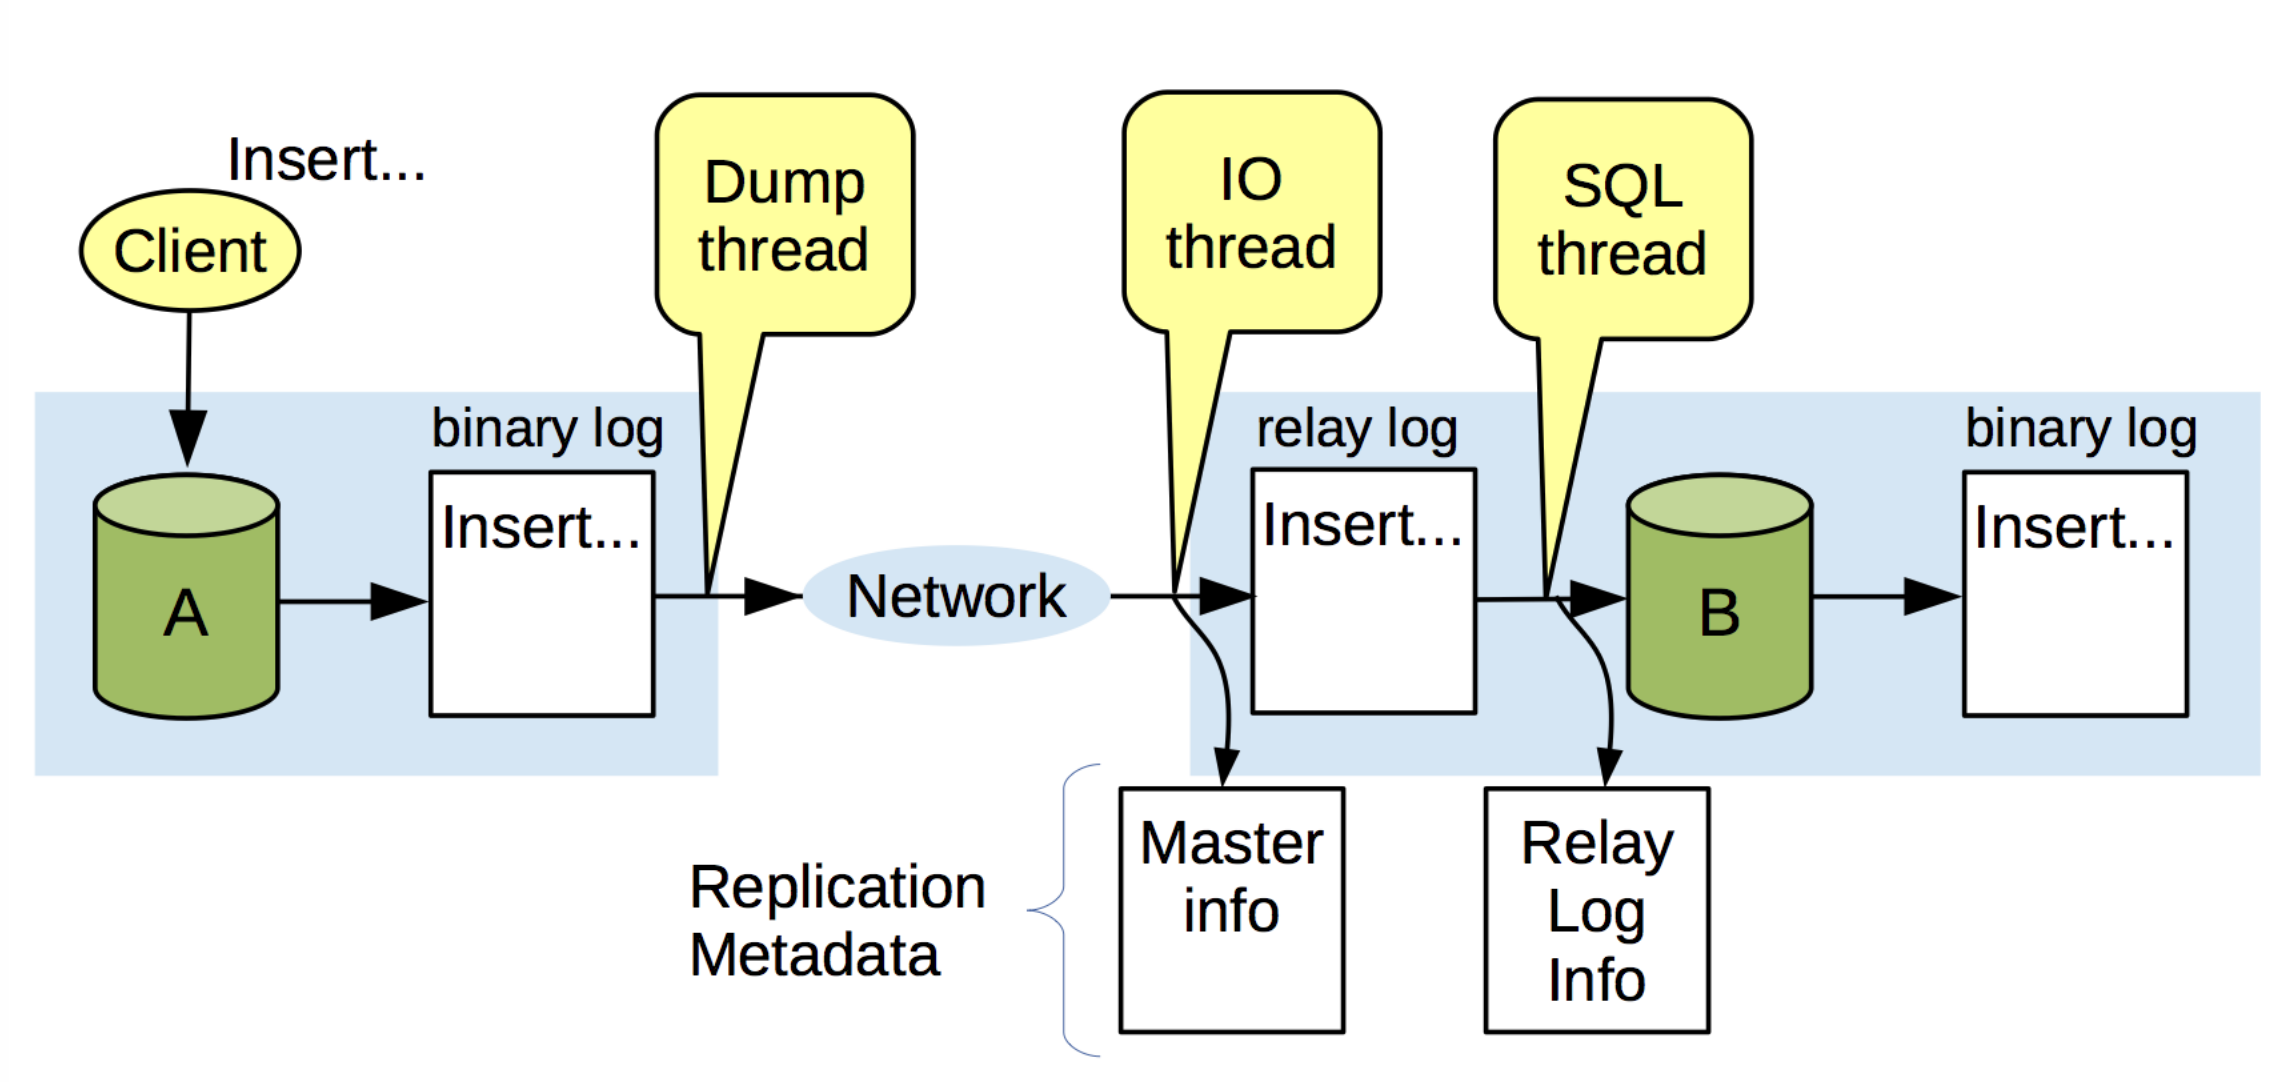 Insert...
Client
Dump
thread
IO
thread
SQL
thread
binary log
Insert...
A
Network
relay log
Insert...
B
binary log
Insert...
Replication
Metadata
Master
info
Relay
Log
Info